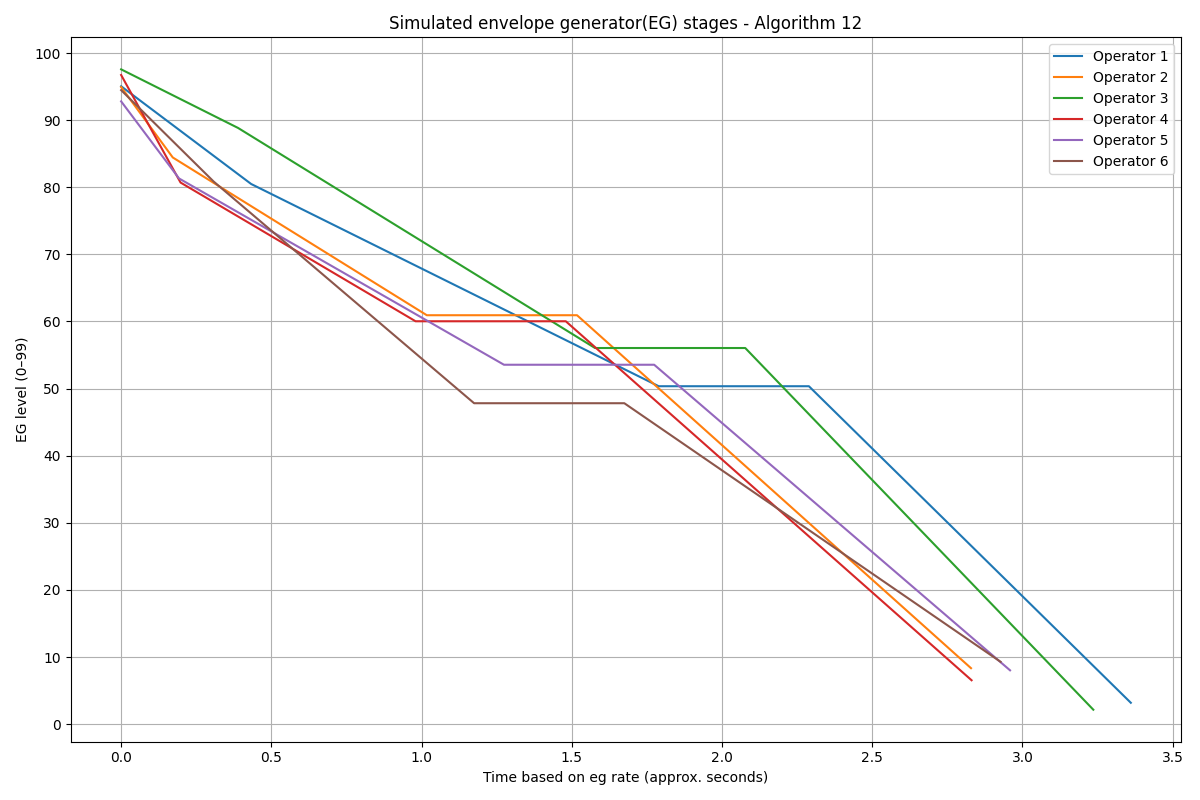 Simulated envelope generator(EG) stages - Algorithm 12
Operator 1
Operator 2
Operator 3
Operator 4
Operator 5
Operator 6
EG level (0–99)
100
90
80
70
60
50
40
30
20
10
0
0.0 0.5 1.0 1.5 2.0 2.5 3.0 3.5
Time based on eg rate (approx. seconds)